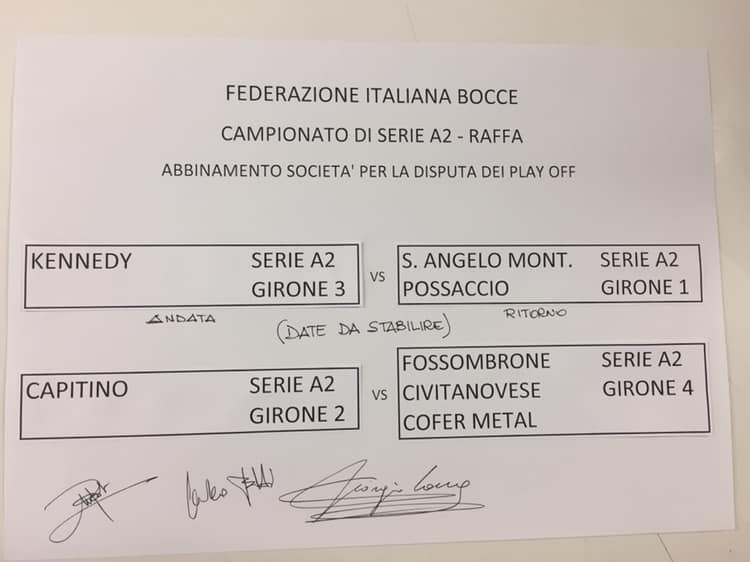 FEDERAZIONE ITALIANA BOCCE
CAMPIONATO DI SERIE A2 - RAFFA
ABBINAMENTO SOCIETA' PER LA DISPUTA DEI PLAY OFF
KENNEDY SERIE A2
GIRONE 3
VS
S. ANGELO MONT. SERIE A2
POSSACCIO GIRONE 1
ANDATA
(DATE DA STABILIRE)
RITORNO
CAPITINO SERIE A2
GIRONE 2
VS
FOSSOMBRONE SERIE A2
CIVITANOVESE GIRONE 4
COFER METAL